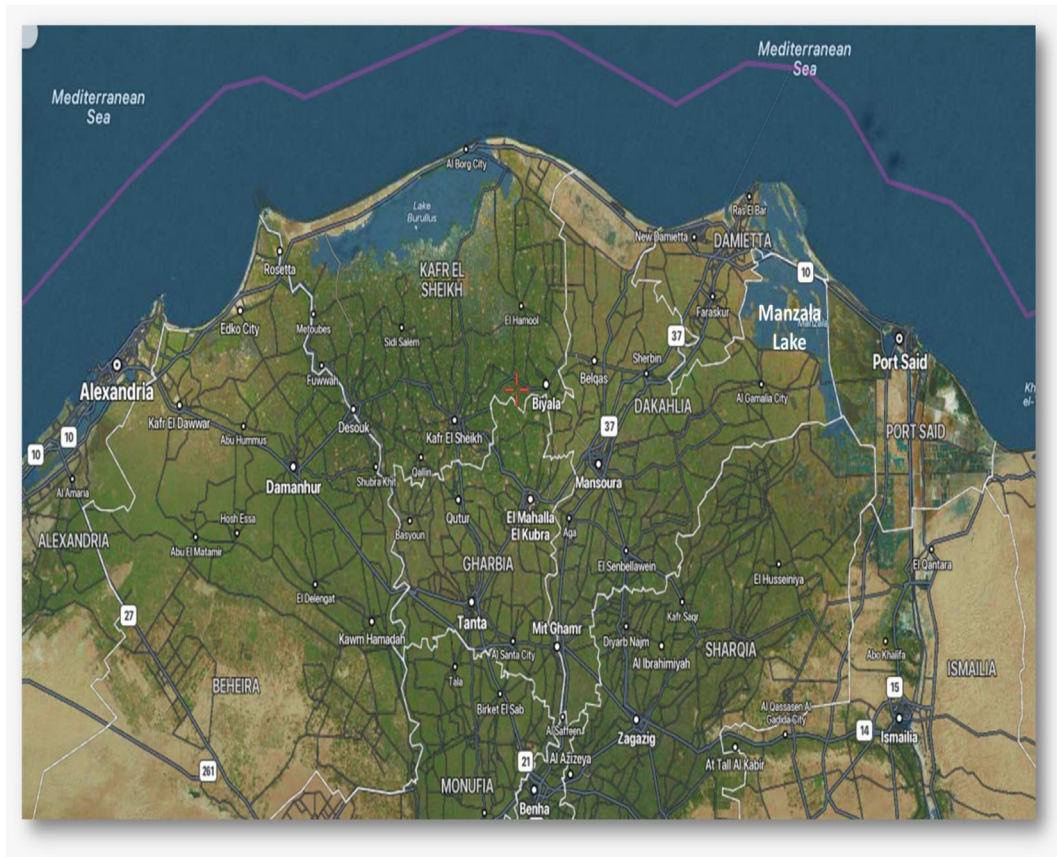 Mediterranean
Sea
Mediterranean
Sea
Al Borg City
Lake
Burullus
Ras El Bar
New Damietta
DAMIETTA
Rosetta
KAFR EL
SHEIKH
10
Faraskur
Manzala
Lake
Edko City
Metoubes
El Hamool
Sidi Salem
37
Port Said
Sherbin
Belqas
Alexandria
Fuwwah
Biyala
DAKAHLIA
Al Gamalia City
Kafr El Dawwar
Desouk
Abu Hummus
Kafr El Sheikh
37
PORT SAID
10
10
Qallin
Shubra Khit
Damanhur
Mansoura
Al Amaria
El Mahalla
El Kubra
Qutur
Hosh Essa
Basyoun
Aga
ALEXANDRIA
Abu El Matamir
GHARBIA
El Senbellawein
El Husseiniya
El Qantara
El Delengat
27
Tanta
Kafr Saqr
Mit Ghamr
Kawm Hamadah
Al Santa City
Diyarb Najm
SHARQIA
Al Ibrahimiyah
Abo Khalifa
ISMAILIA
Tala
BEHEIRA
15
Birket El Sab
Al Qassasen Al
Gadida City
Al Saffeen
Zagazig
14
Ismailia
21
Al Azizeya
At Tall Al Kabir
261
MONUFIA
Benha